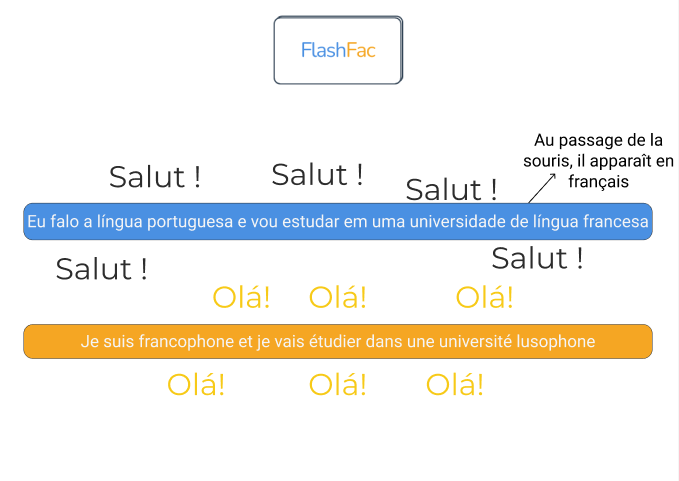 FlashFac
Au passage de la
souris, il apparaît en
français
Salut !
Salut !
Salut !
Eu falo a língua portuguesa e vou estudar em uma universidade de língua francesa
Salut !
Salut !
Olá!
Olá!
Olá!
Je suis francophone et je vais étudier dans une université lusophone
Olá!
Olá!
Olá!